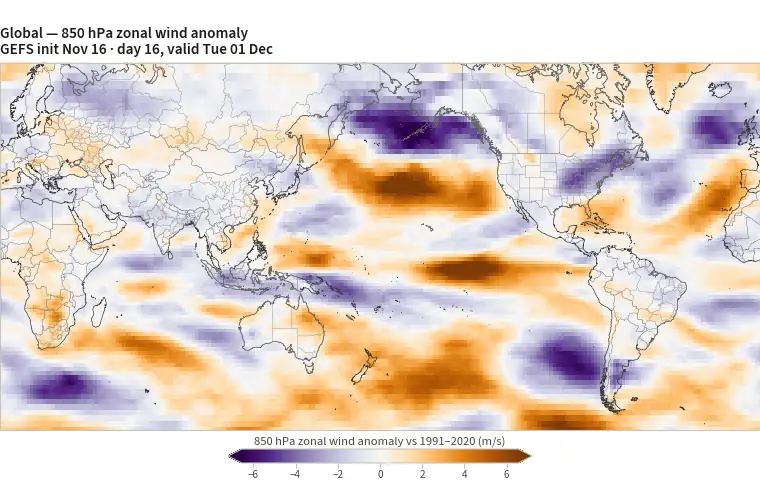 Global — 850 hPa zonal wind anomaly
GEFS init Nov 16 · day 16, valid Tue 01 Dec
850 hPa zonal wind anomaly vs 1991–2020 (m/s)
−6 −4 −2 0 2 4 6